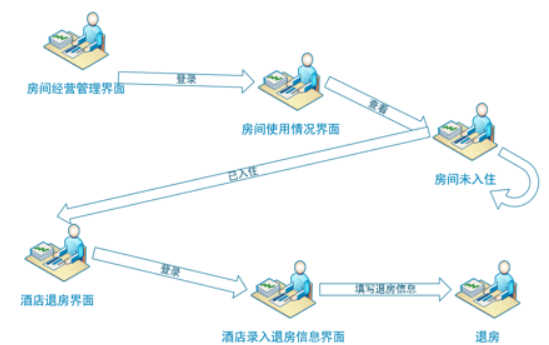 房间经营管理界面
登录
房间使用情况界面
查看
房间未入住
已入住
酒店退房界面
登录
酒店录入退房信息界面
填写退房信息
退房